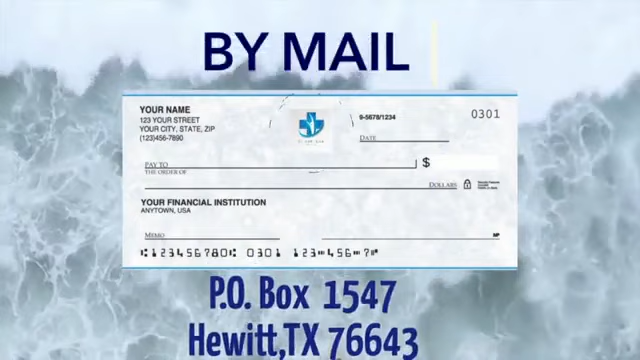 BY MAIL
YOUR NAME
123 YOUR STREET
YOUR CITY, STATE, ZIP
(123)456-7890
9-5678/1234
0301
DATE
PAY TO
THE ORDER OF
$
DOLLARS
YOUR FINANCIAL INSTITUTION
ANYTOWN, USA
MEMO
MP
⑆123456780⑆ 0301 123⑉456⑉7⑈
P.O. Box 1547
Hewitt,TX 76643